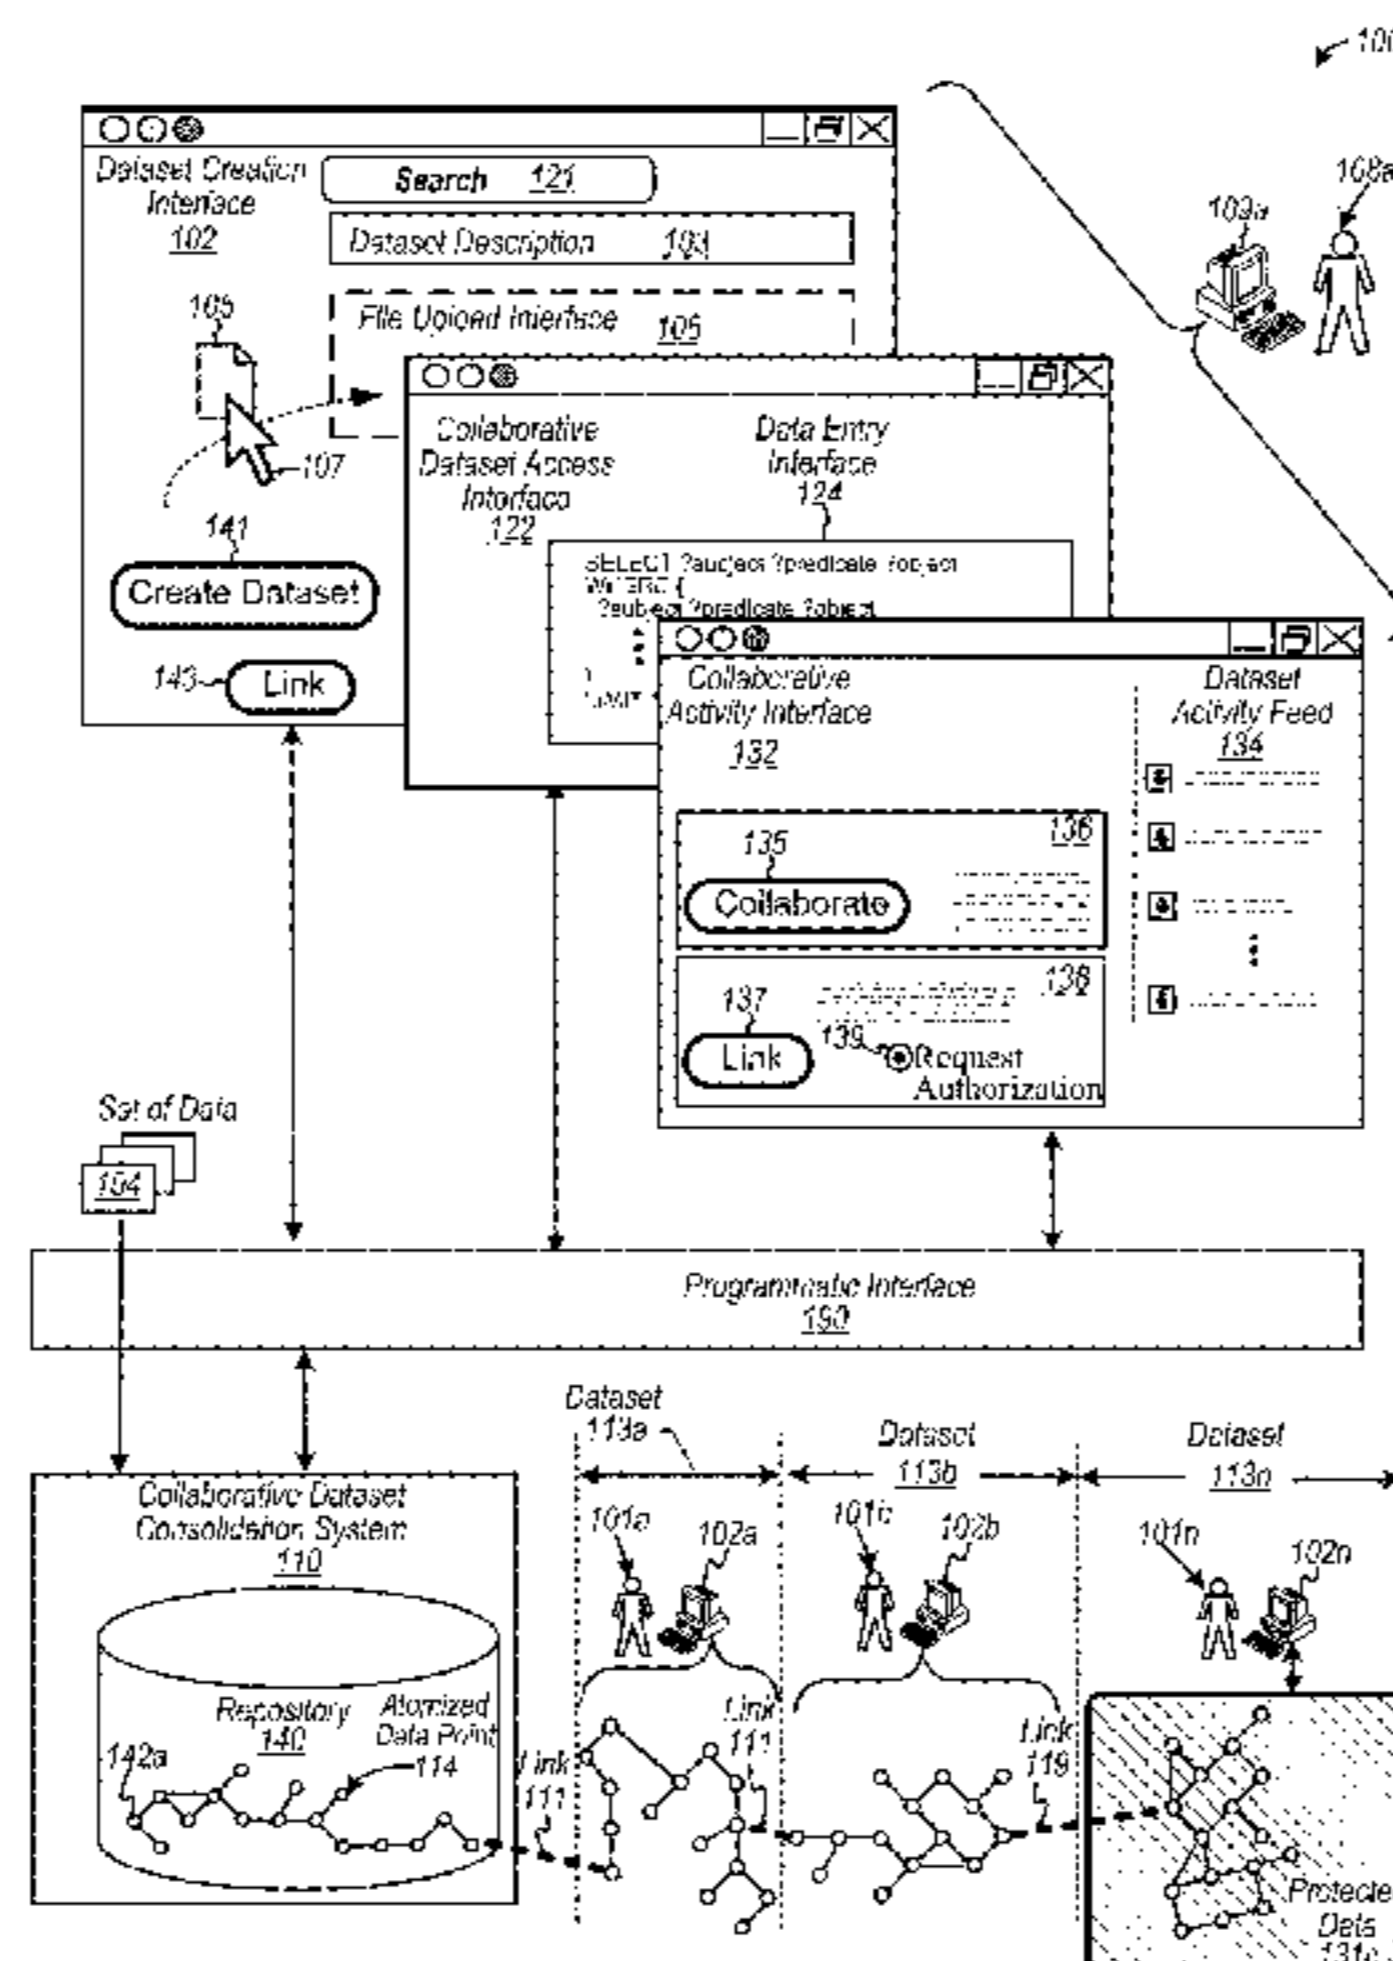 108a
109a
Dataset Creation
Interface
102
Search 121
Dataset Description 103
File Upload Interface 105
105
107
141
Create Dataset
143
Link
Collaborative
Dataset Access
Interface
122
Data Entry
Interface
124
SELECT ?subject ?predicate ?object
WHERE {
?subject ?predicate ?object
}
Collaborative
Activity Interface
132
Dataset
Activity Feed
134
136
135
Collaborate
138
137
Link
139
Request
Authorization
Set of Data
154
Programmatic Interface
190
Collaborative Dataset
Consolidation System
110
Repository
140
Atomized
Data Point
114
142a
Link
111
Dataset
113a
101a
102a
Link
111
Dataset
113b
102b
Link
119
Dataset
113n
101n
102n
Data